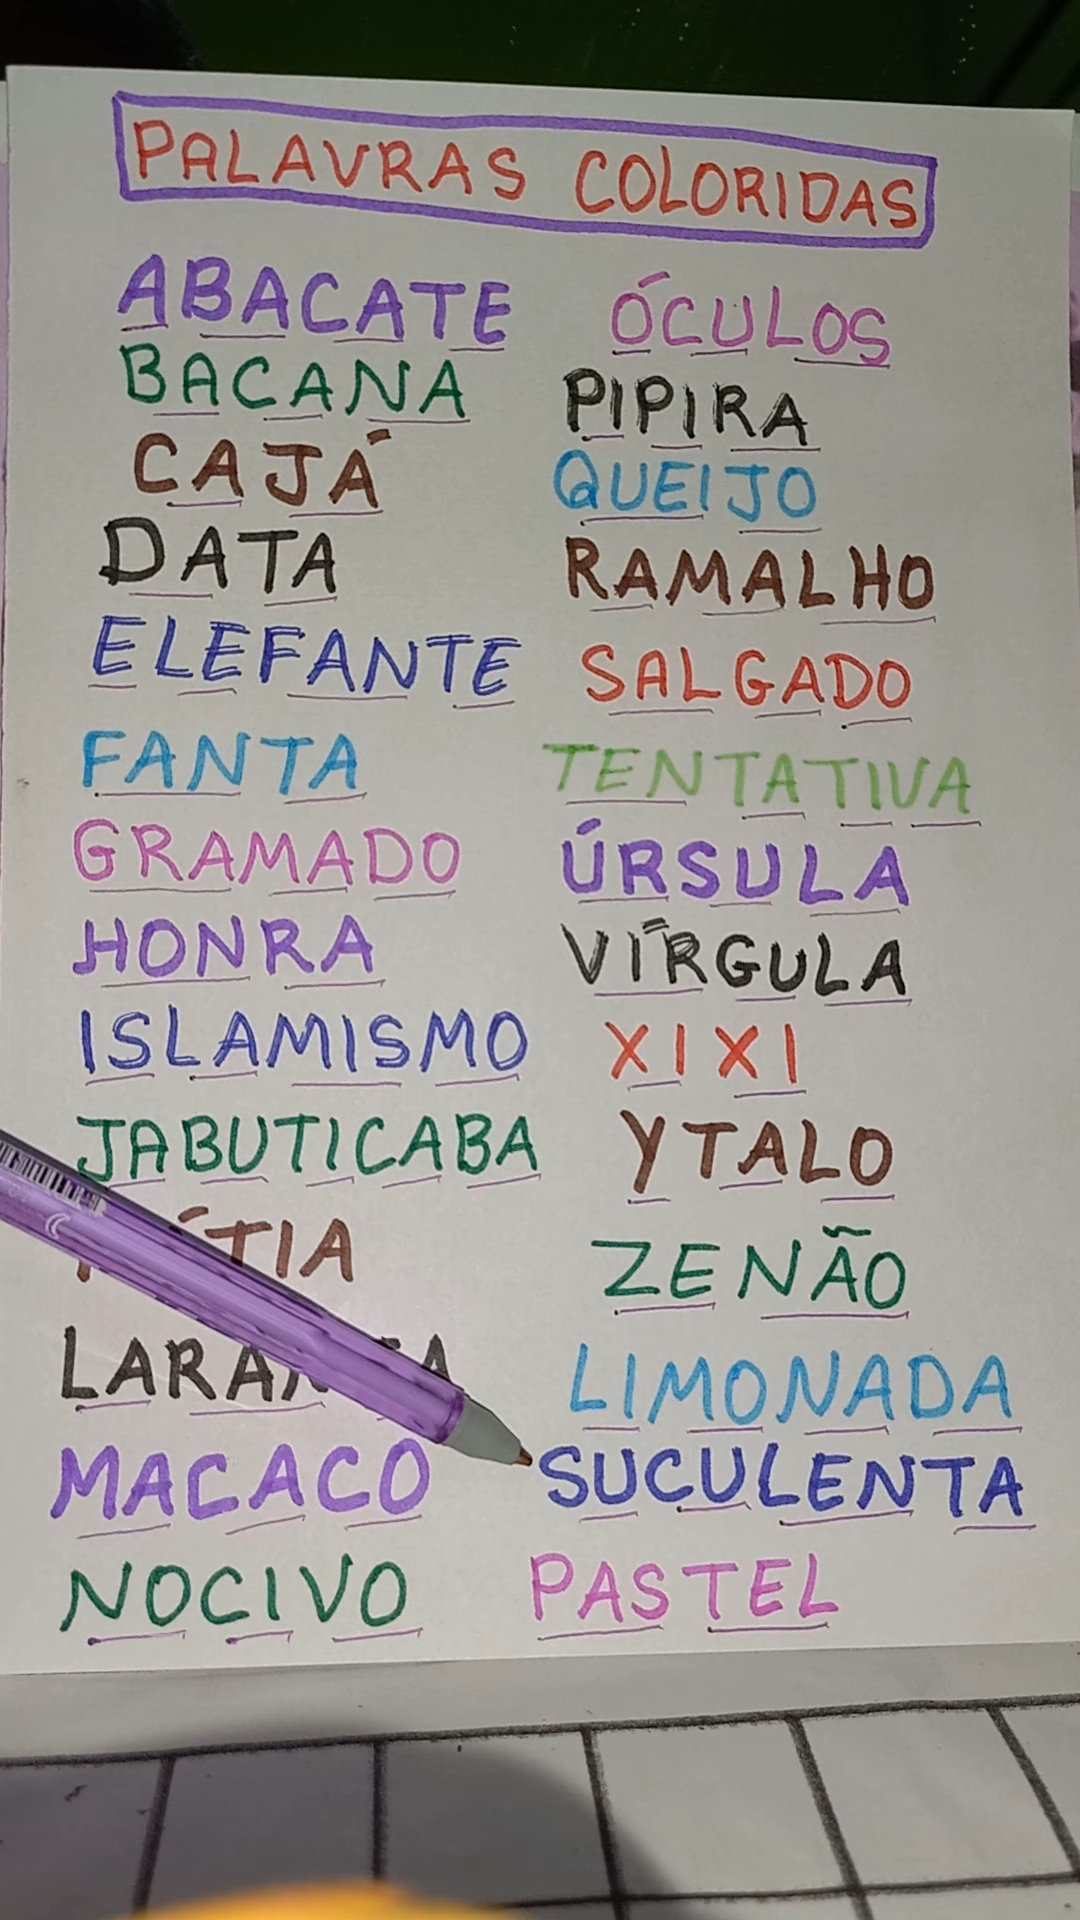 PALAVRAS COLORIDAS
ABACATE
BACANA
CAJÁ
DATA
ELEFANTE
FANTA
GRAMADO
HONRA
ISLAMISMO
JABUTICABA
MACACO
NOCIVO
ÓCULOS
PIPIRA
QUEIJO
RAMALHO
SALGADO
TENTATIVA
ÚRSULA
VÍRGULA
XIXI
YTALO
ZENÃO
LIMONADA
SUCULENTA
PASTEL